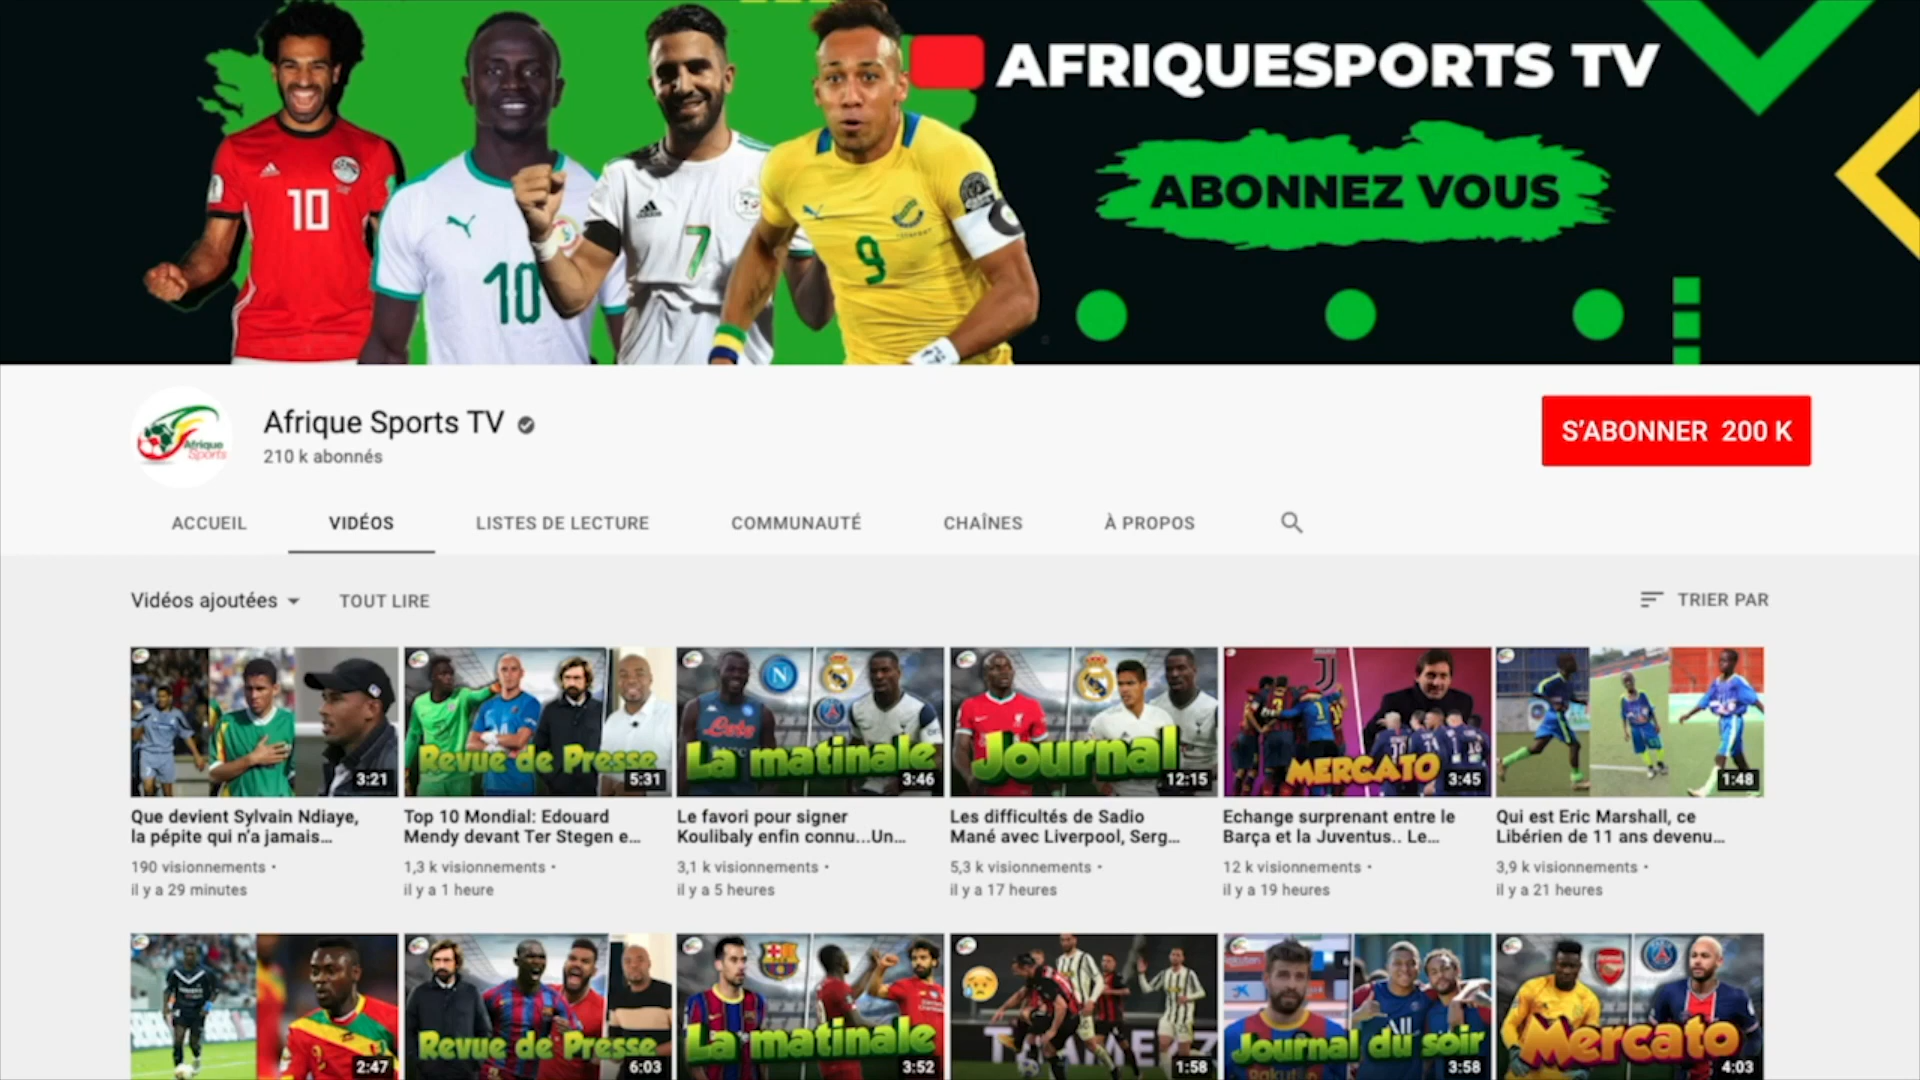 AFRIQUESPORTS TV
ABONNEZ VOUS
10
10
7
9
Afrique Sports
Afrique Sports TV
210 k abonnés
S'ABONNER 200 K
ACCUEIL
VIDÉOS
LISTES DE LECTURE
COMMUNAUTÉ
CHAÎNES
À PROPOS
Vidéos ajoutées
TOUT LIRE
TRIER PAR
3:21
Revue de Presse
5:31
La matinale
3:46
Journal
12:15
MERCATO
3:45
1:48
Que devient Sylvain Ndiaye,
la pépite qui n'a jamais...
190 visionnements •
il y a 29 minutes
Top 10 Mondial: Edouard
Mendy devant Ter Stegen e...
1,3 k visionnements •
il y a 1 heure
Le favori pour signer
Koulibaly enfin connu...Un...
3,1 k visionnements •
il y a 5 heures
Les difficultés de Sadio
Mané avec Liverpool, Serg...
5,3 k visionnements •
il y a 17 heures
Echange surprenant entre le
Barça et la Juventus.. Le...
12 k visionnements •
il y a 19 heures
Qui est Eric Marshall, ce
Libérien de 11 ans devenu...
3,9 k visionnements •
il y a 21 heures
2:47
Revue de Presse
6:03
La matinale
3:52
1:58
Journal du soir
3:58
Mercato
4:03